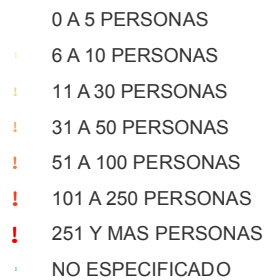 0 A 5 PERSONAS
! 6 A 10 PERSONAS
! 11 A 30 PERSONAS
! 31 A 50 PERSONAS
! 51 A 100 PERSONAS
! 101 A 250 PERSONAS
! 251 Y MAS PERSONAS
! NO ESPECIFICADO